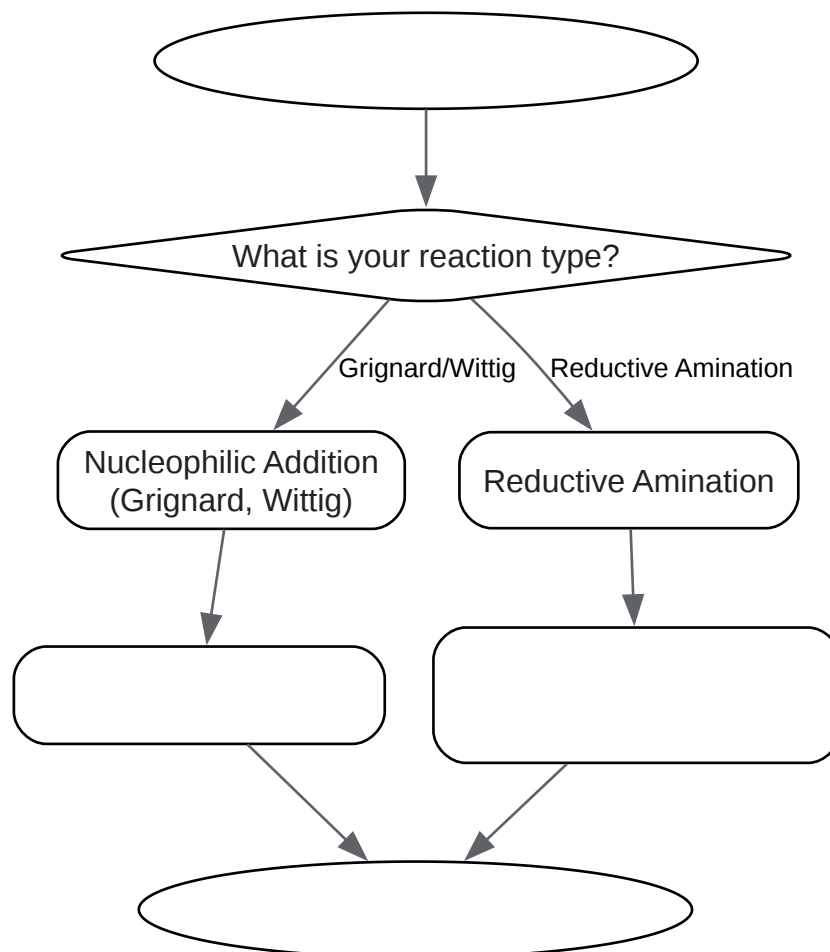 What is your reaction type?
Grignard/Wittig
Reductive Amination
Nucleophilic Addition
(Grignard, Wittig)
Reductive Amination